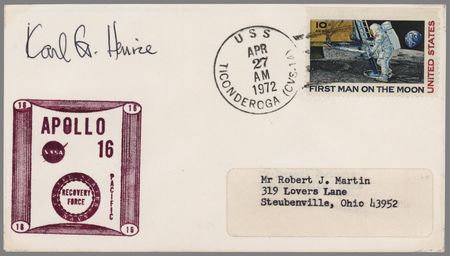 Karl G. Henize
USS
APR
27
AM
1972
TICONDEROGA (CVS-14)
10¢
UNITED STATES
FIRST MAN ON THE MOON
16 16
APOLLO
16
NASA
RECOVERY
FORCE
PACIFIC
16 16
Mr Robert J. Martin
319 Lovers Lane
Steubenville, Ohio 43952